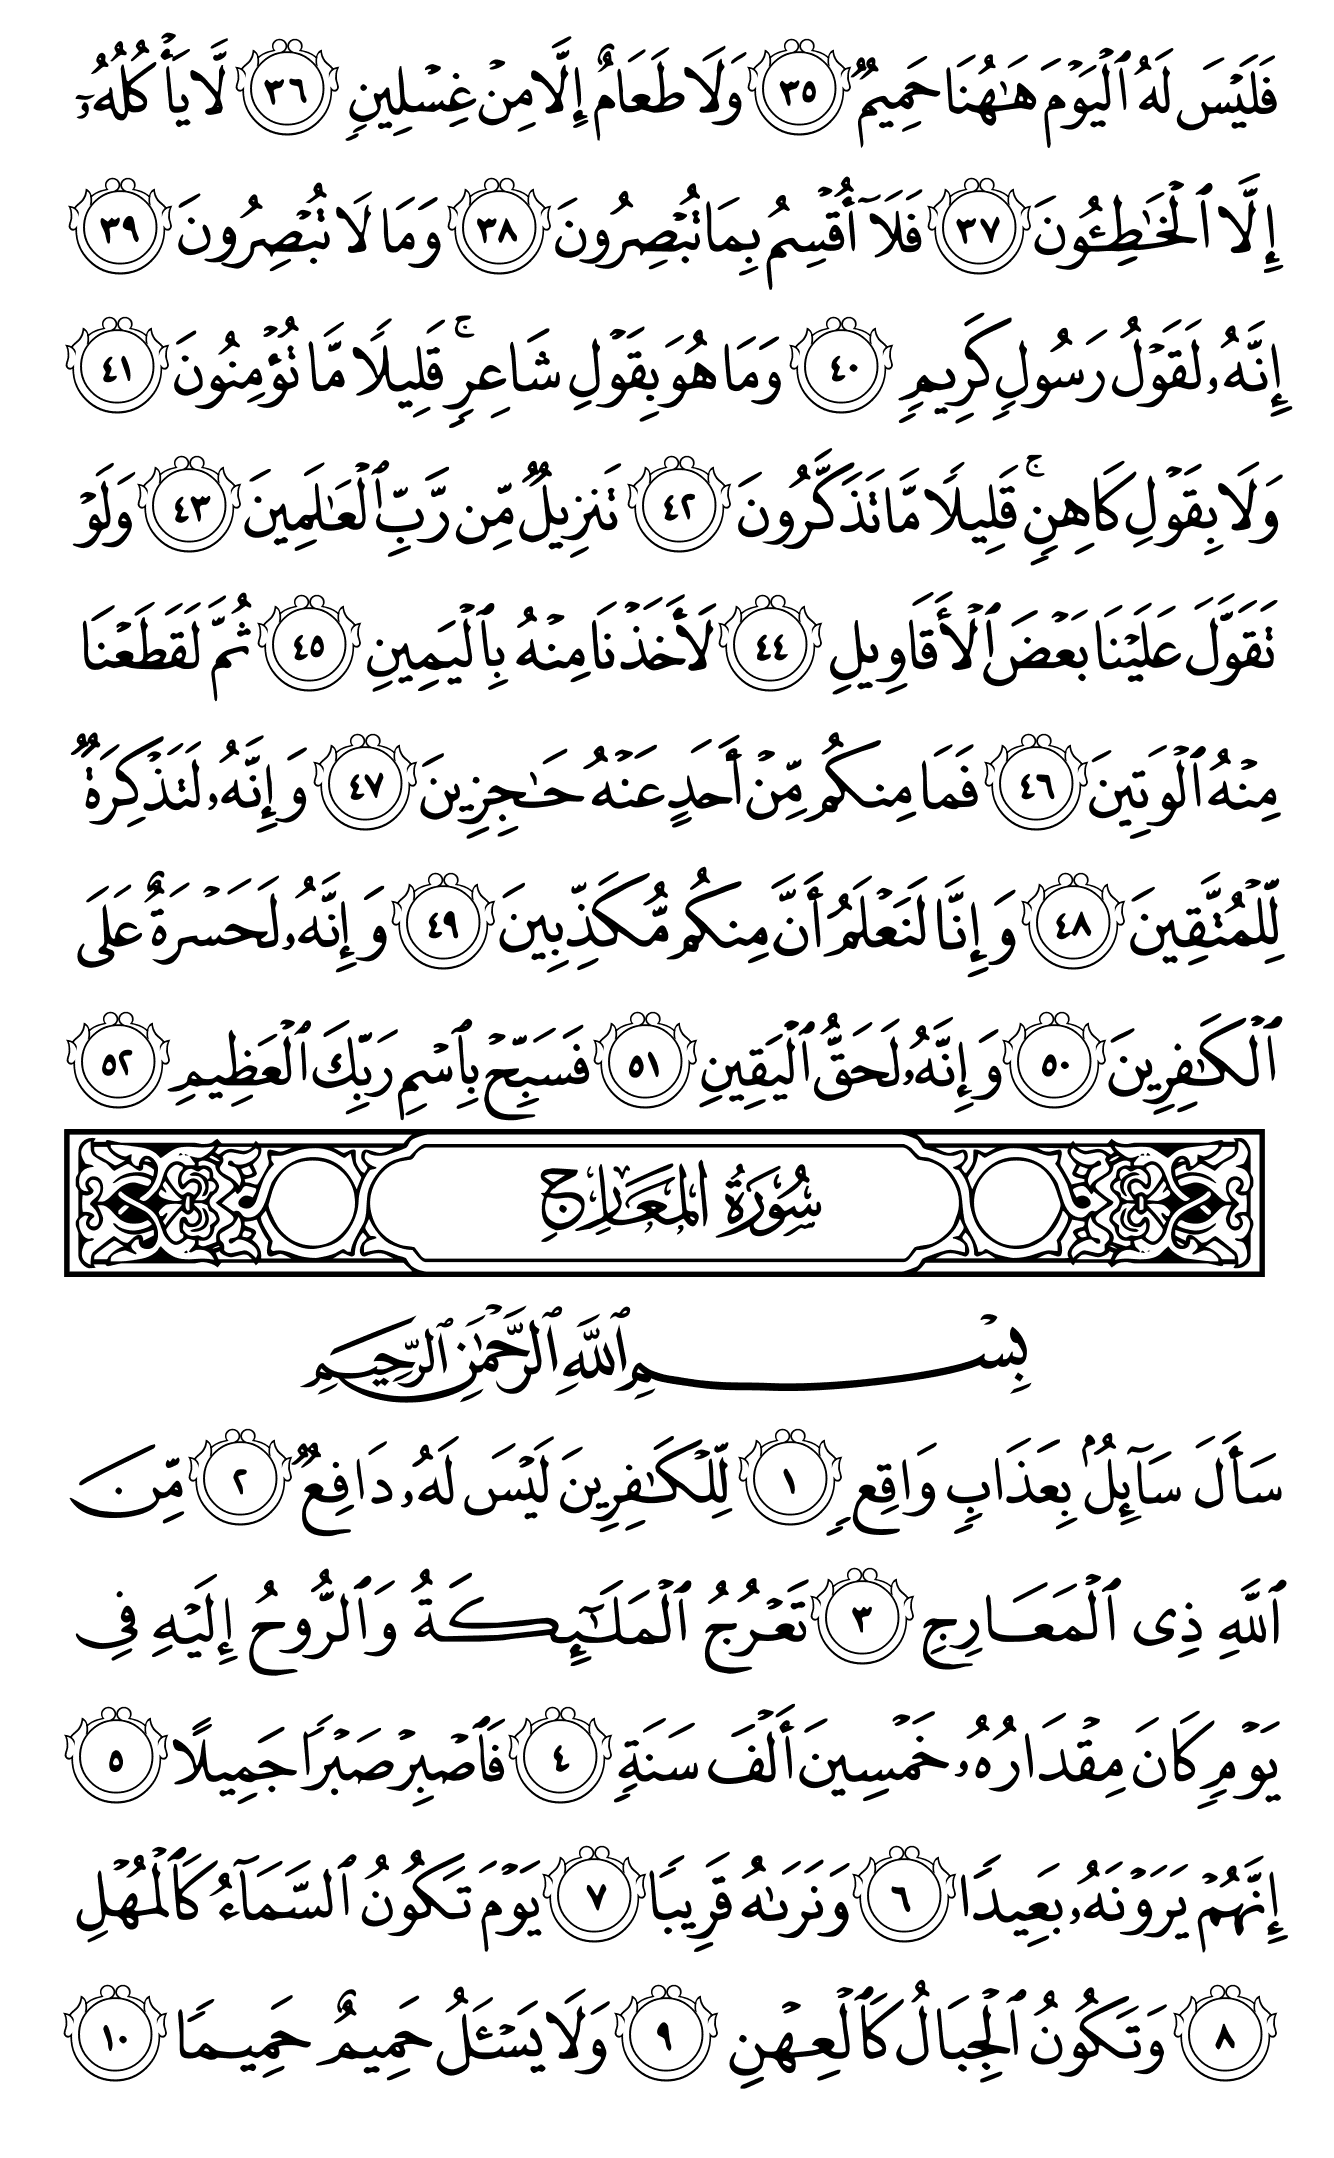 فَلَيۡسَ لَهُ ٱلۡيَوۡمَ هَٰهُنَا حَمِيمٞ ٣٥ وَلَا طَعَامٌ إِلَّا مِنۡ غِسۡلِينٖ ٣٦ لَّا يَأۡكُلُهُۥٓ
إِلَّا ٱلۡخَٰطِـُٔونَ ٣٧ فَلَآ أُقۡسِمُ بِمَا تُبۡصِرُونَ ٣٨ وَمَا لَا تُبۡصِرُونَ ٣٩
إِنَّهُۥ لَقَوۡلُ رَسُولٖ كَرِيمٖ ٤٠ وَمَا هُوَ بِقَوۡلِ شَاعِرٖۚ قَلِيلٗا مَّا تُؤۡمِنُونَ ٤١
وَلَا بِقَوۡلِ كَاهِنٖۚ قَلِيلٗا مَّا تَذَكَّرُونَ ٤٢ تَنزِيلٞ مِّن رَّبِّ ٱلۡعَٰلَمِينَ ٤٣ وَلَوۡ
تَقَوَّلَ عَلَيۡنَا بَعۡضَ ٱلۡأَقَاوِيلِ ٤٤ لَأَخَذۡنَا مِنۡهُ بِٱلۡيَمِينِ ٤٥ ثُمَّ لَقَطَعۡنَا
مِنۡهُ ٱلۡوَتِينَ ٤٦ فَمَا مِنكُم مِّنۡ أَحَدٍ عَنۡهُ حَٰجِزِينَ ٤٧ وَإِنَّهُۥ لَتَذۡكِرَةٞ
لِّلۡمُتَّقِينَ ٤٨ وَإِنَّا لَنَعۡلَمُ أَنَّ مِنكُم مُّكَذِّبِينَ ٤٩ وَإِنَّهُۥ لَحَسۡرَةٌ عَلَى
ٱلۡكَٰفِرِينَ ٥٠ وَإِنَّهُۥ لَحَقُّ ٱلۡيَقِينِ ٥١ فَسَبِّحۡ بِٱسۡمِ رَبِّكَ ٱلۡعَظِيمِ ٥٢
سُورَةُ المَعَارِجِ
بِسۡمِ ٱللَّهِ ٱلرَّحۡمَٰنِ ٱلرَّحِيمِ
سَأَلَ سَآئِلُۢ بِعَذَابٖ وَاقِعٖ ١ لِّلۡكَٰفِرِينَ لَيۡسَ لَهُۥ دَافِعٞ ٢ مِّنَ
ٱللَّهِ ذِي ٱلۡمَعَارِجِ ٣ تَعۡرُجُ ٱلۡمَلَٰٓئِكَةُ وَٱلرُّوحُ إِلَيۡهِ فِي
يَوۡمٖ كَانَ مِقۡدَارُهُۥ خَمۡسِينَ أَلۡفَ سَنَةٖ ٤ فَٱصۡبِرۡ صَبۡرٗا جَمِيلًا ٥
إِنَّهُمۡ يَرَوۡنَهُۥ بَعِيدٗا ٦ وَنَرَىٰهُ قَرِيبٗا ٧ يَوۡمَ تَكُونُ ٱلسَّمَآءُ كَٱلۡمُهۡلِ
٨ وَتَكُونُ ٱلۡجِبَالُ كَٱلۡعِهۡنِ ٩ وَلَا يَسۡـَٔلُ حَمِيمٌ حَمِيمٗا ١٠